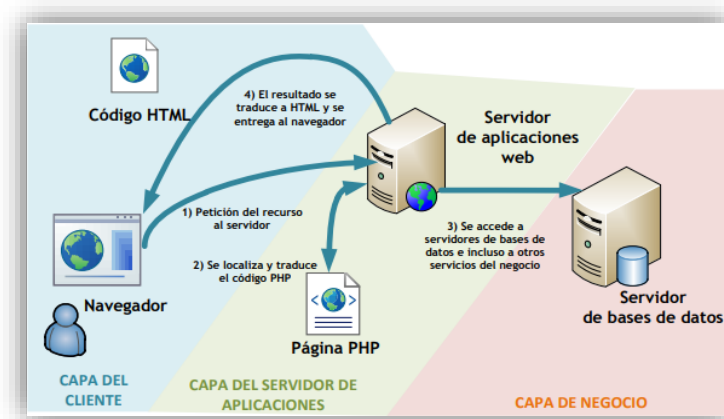 Código HTML
4) El resultado se
traduce a HTML y se
entrega al navegador
Servidor
de aplicaciones
web
1) Petición del recurso
al servidor
2) Se localiza y traduce
el código PHP
3) Se accede a
servidores de bases de
datos e incluso a otros
servicios del negocio
Navegador
Página PHP
Servidor
de bases de datos
CAPA DEL
CLIENTE
CAPA DEL SERVIDOR DE
APLICACIONES
CAPA DE NEGOCIO